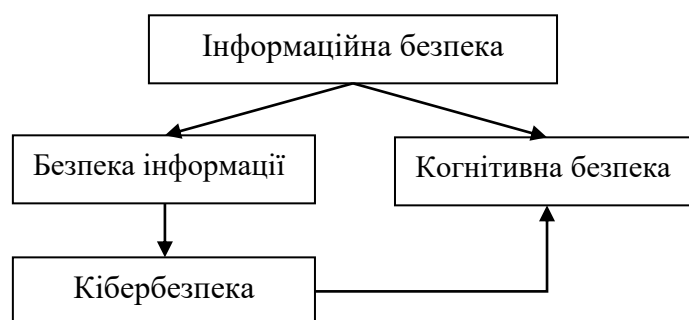 Інформаційна безпека
Безпека інформації
Когнітивна безпека
Кібербезпека